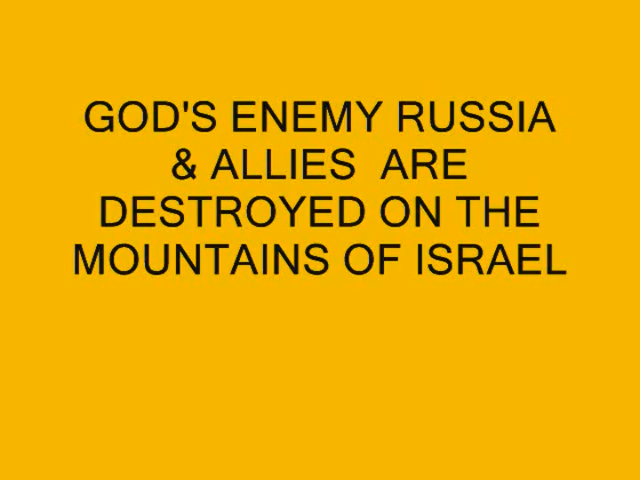 GOD'S ENEMY RUSSIA
& ALLIES  ARE
DESTROYED ON THE
MOUNTAINS OF ISRAEL